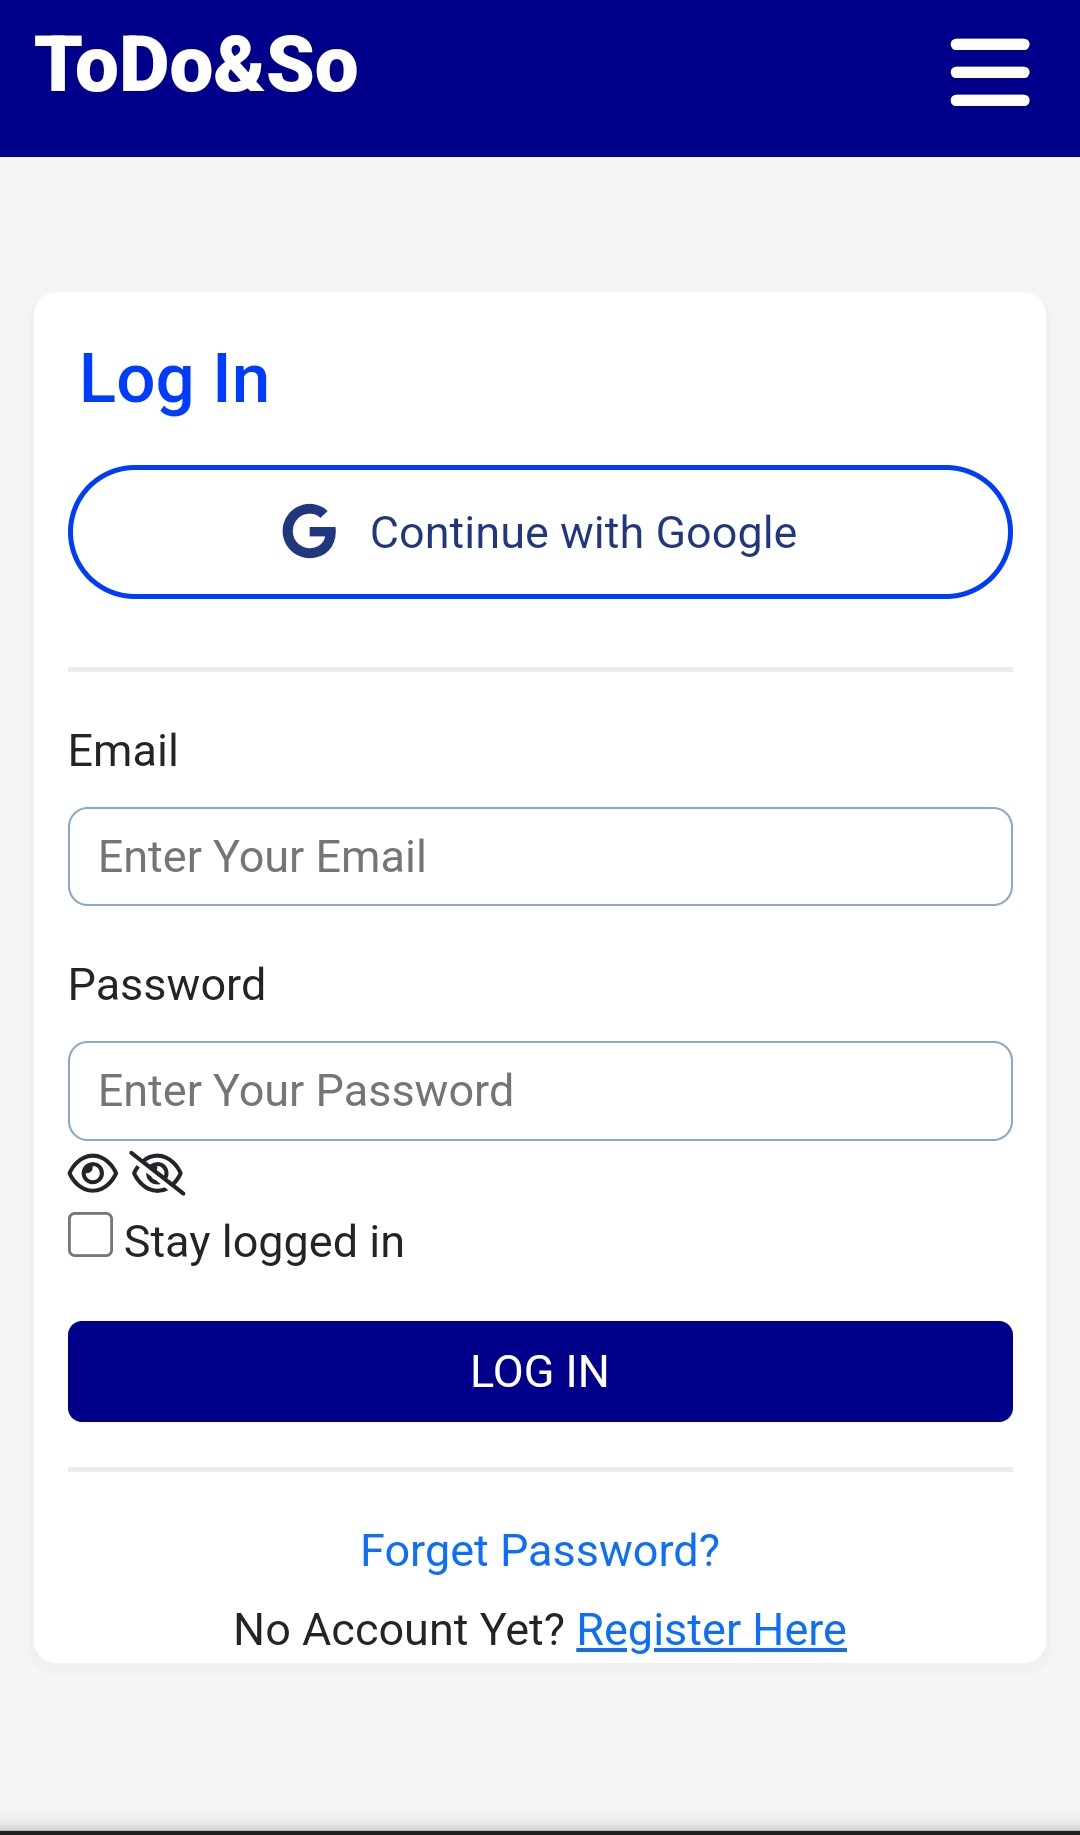 ToDo&So
Log In
Continue with Google
Email
Enter Your Email
Password
Enter Your Password
Stay logged in
LOG IN
Forget Password?
No Account Yet? Register Here